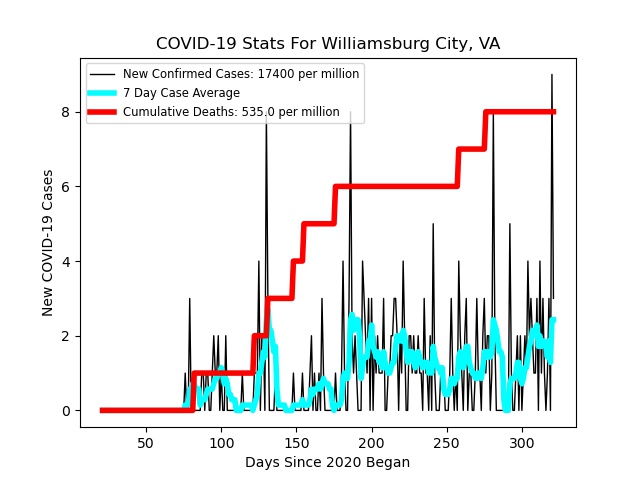 COVID-19 Stats For Williamsburg City, VA
New Confirmed Cases: 17400 per million
7 Day Case Average
Cumulative Deaths: 535.0 per million
New COVID-19 Cases
8
6
4
2
0
50 100 150 200 250 300
Days Since 2020 Began